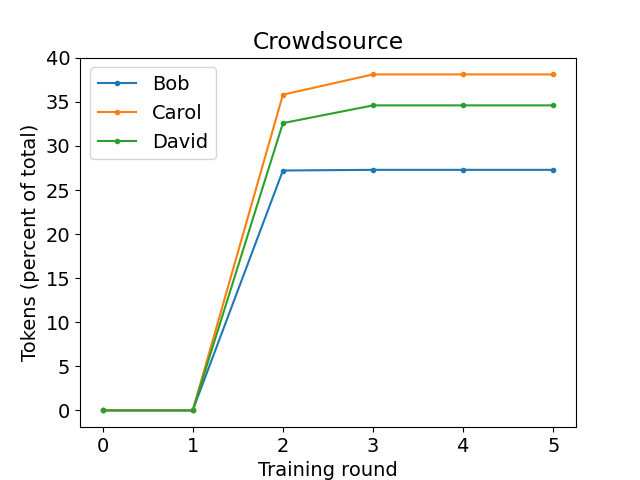 Crowdsource
40
35
30
25
20
15
10
5
0
Tokens (percent of total)
Bob
Carol
David
0 1 2 3 4 5
Training round